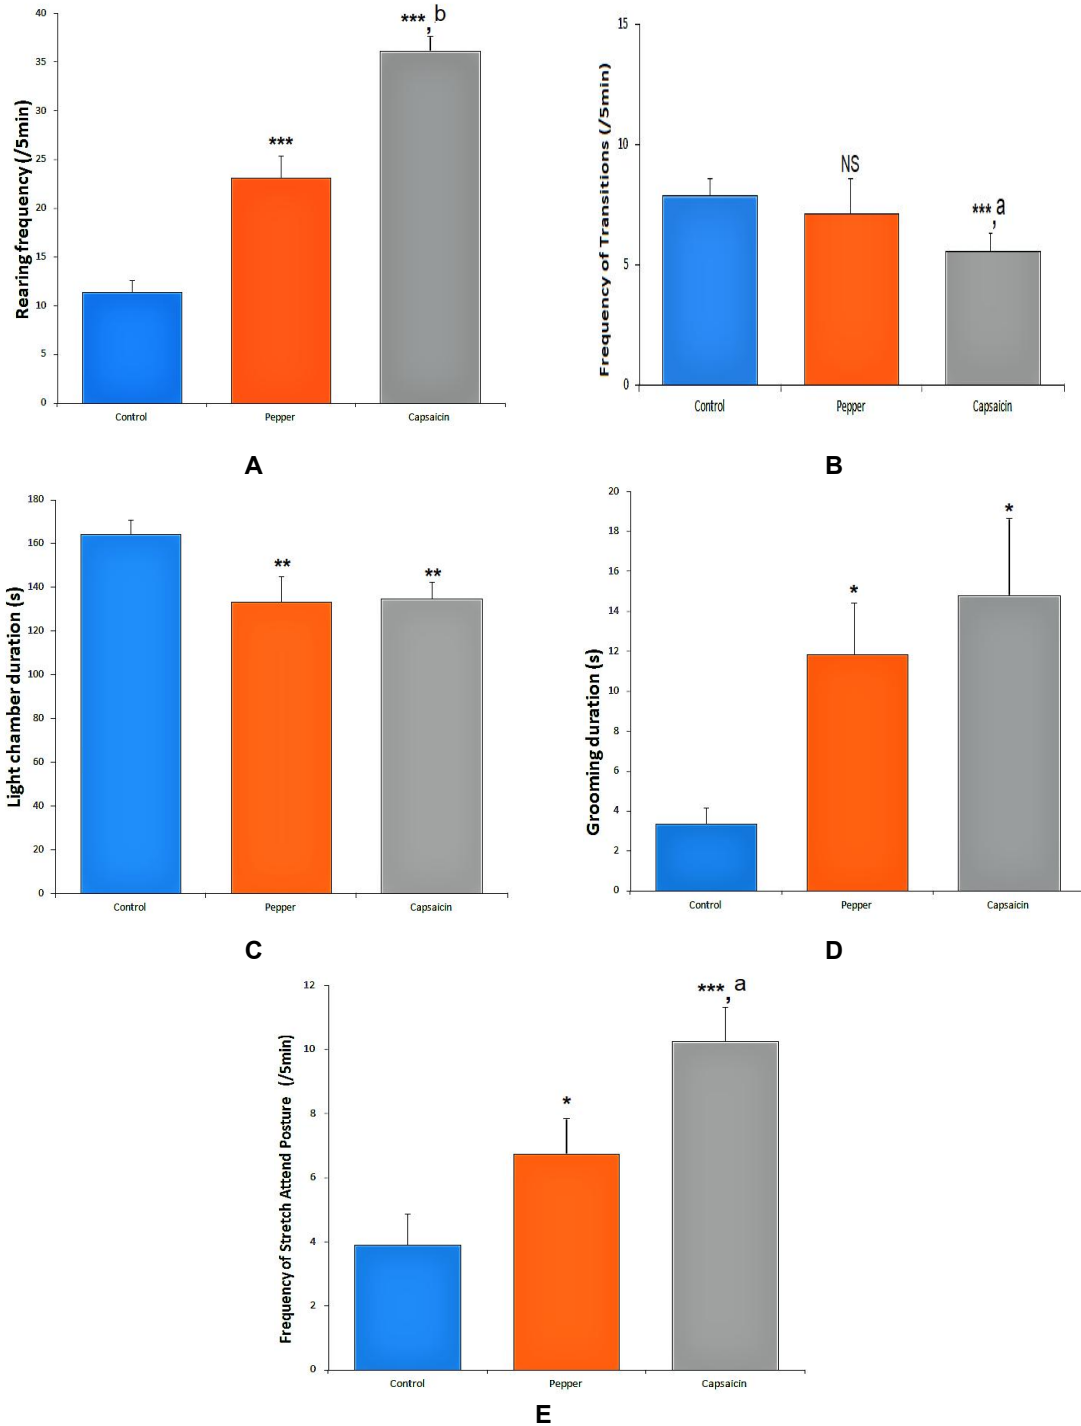 Rearing frequency (/5min)
40
35
30
25
20
15
10
5
0
***
***, b
Control
Pepper
Capsaicin
A
Frequency of Transitions (/5min)
15
10
5
0
NS
***, a
Control
Pepper
Capsaicin
B
Light chamber duration (s)
180
160
140
120
100
80
60
40
20
0
**
**
Control
Pepper
Capsaicin
C
Grooming duration (s)
20
18
16
14
12
10
8
6
4
2
0
*
*
Control
Pepper
Capsaicin
D
Frequency of Stretch Attend Posture (/5min)
12
10
8
6
4
2
0
*
***, a
Control
Pepper
Capsaicin
E